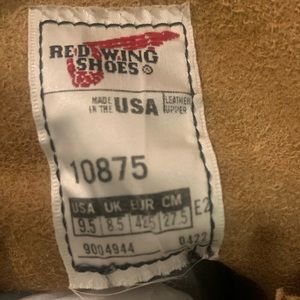 RED WING
SHOES®
MADE IN THE USA LEATHER UPPER
10875
USA UK EUR CM
9.5 8.5 42.5 27.5 E2
9004944 0422